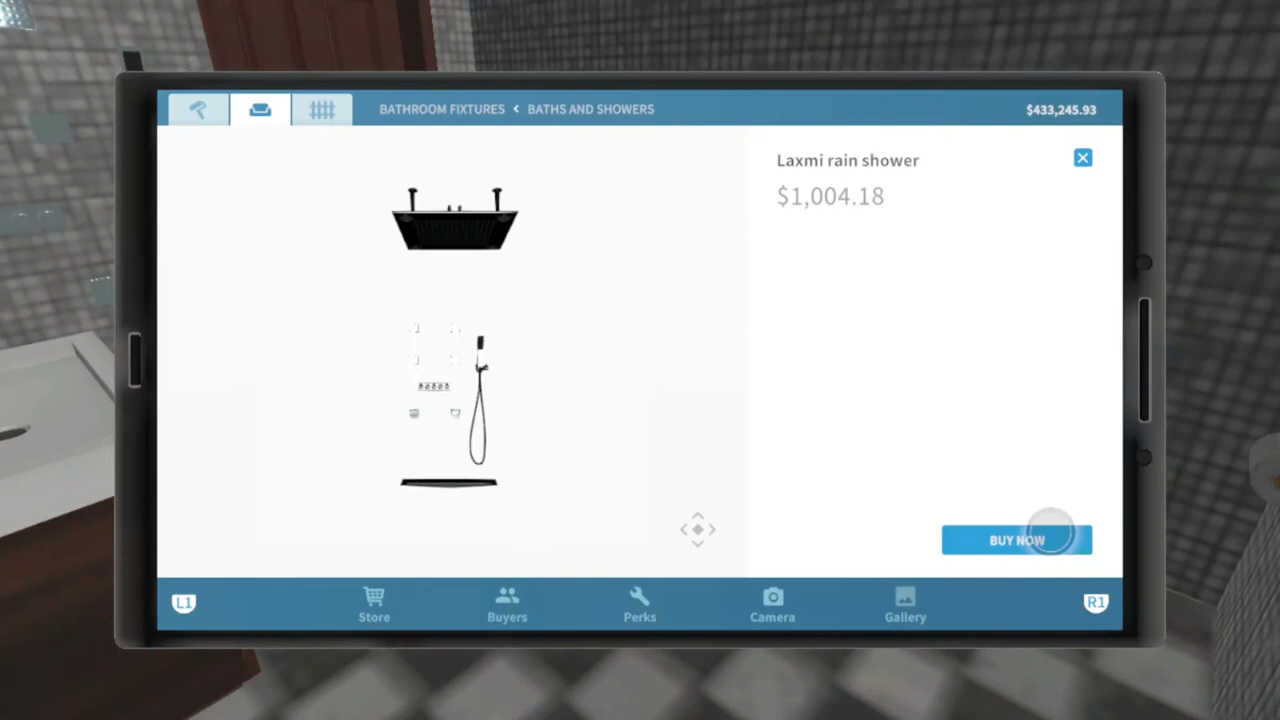 BATHROOM FIXTURES < BATHS AND SHOWERS
$433,245.93
Laxmi rain shower
$1,004.18
BUY NOW
L1
Store
Buyers
Perks
Camera
Gallery
R1